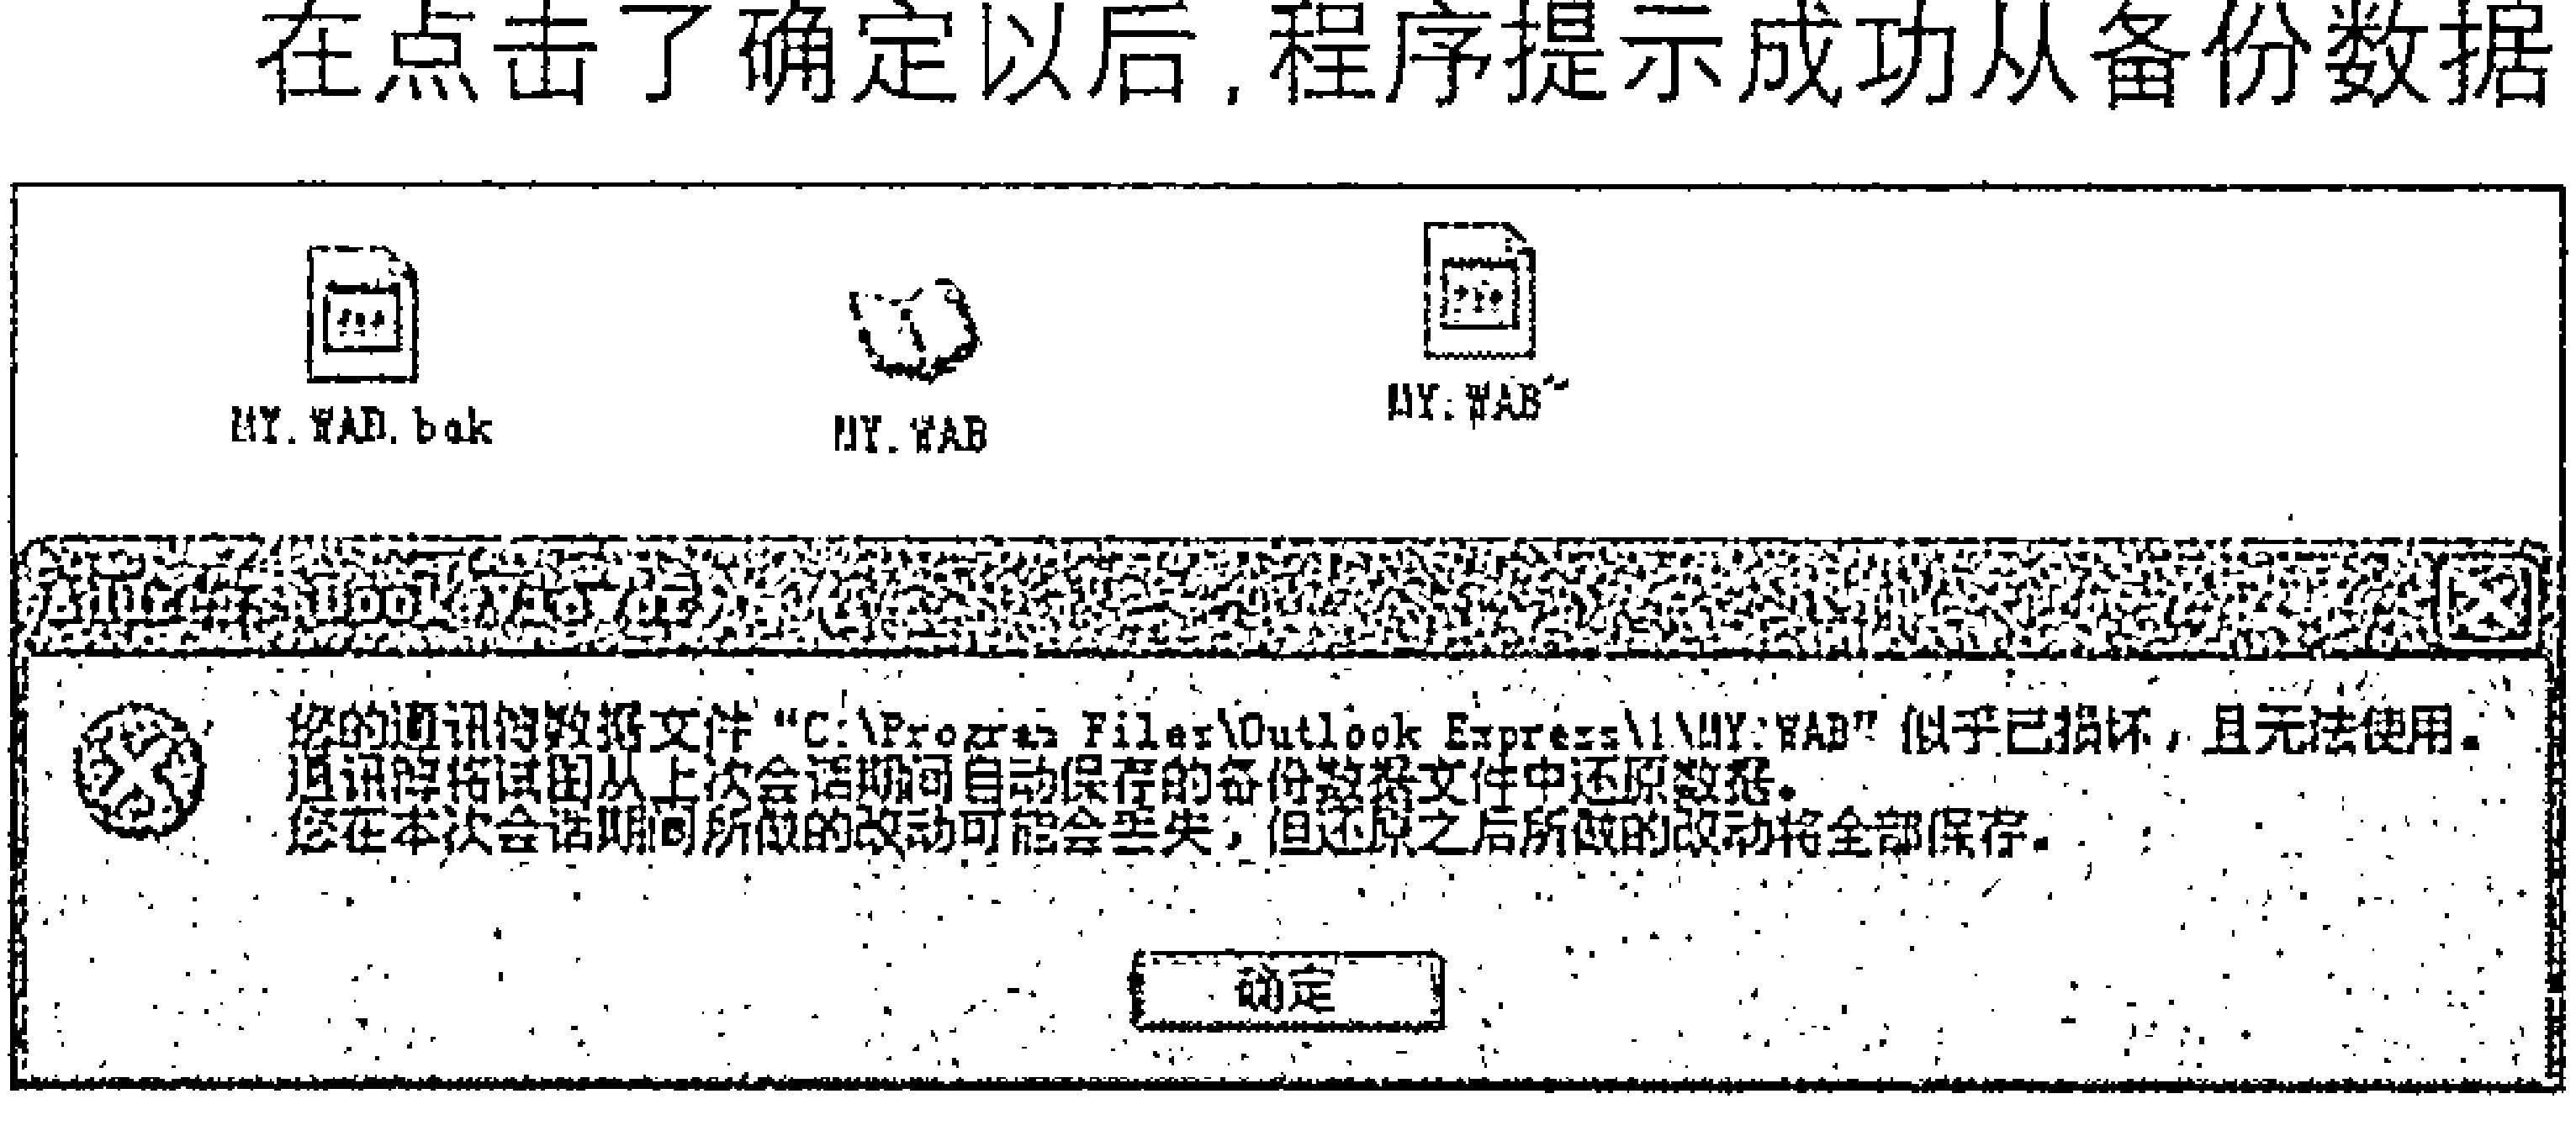 在点击了确定以后,程序提示成功从备份数据
MY.WAB.bak
MY.WAB
MY.WAB~
您的通讯簿数据文件“C:\Program Files\Outlook Express\1\MY.WAB”似乎已损坏，且无法使用。
通讯簿将试图从上次会话期间自动保存的备份数据文件中还原数据。
您在本次会话期间所做的改动可能会丢失，但还原之后所做的改动将全部保存。
确定